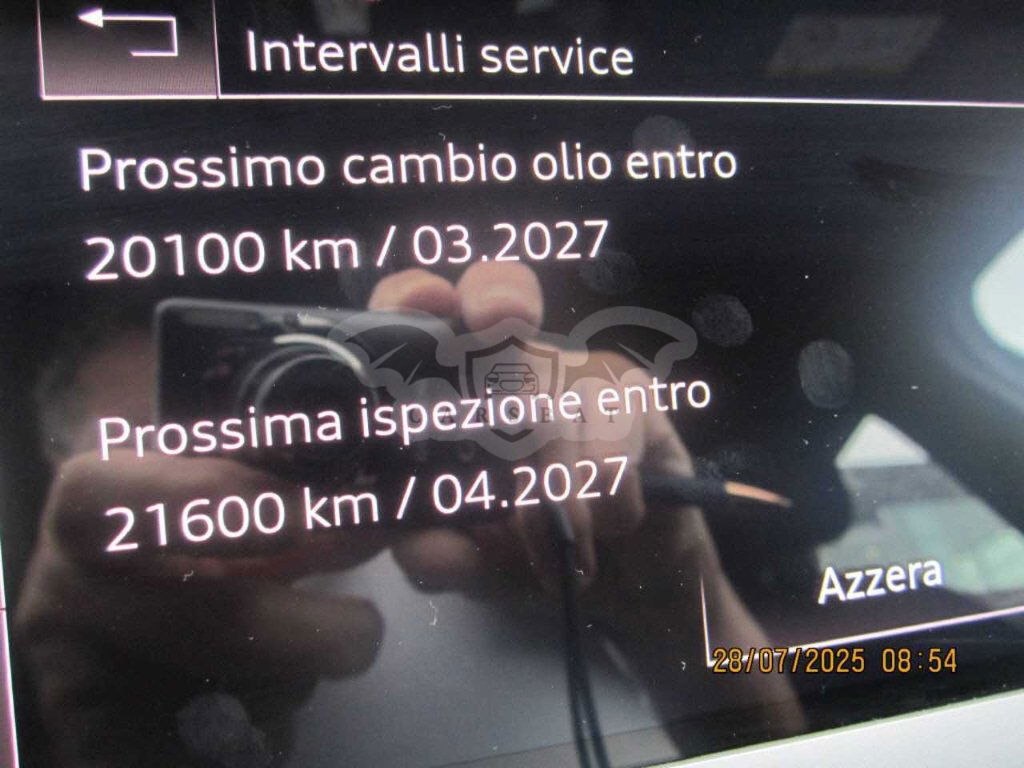 Intervalli service
Prossimo cambio olio entro
20100 km / 03.2027
Prossima ispezione entro
CARSBAY
21600 km / 04.2027
Azzera
28/07/2025 08:54